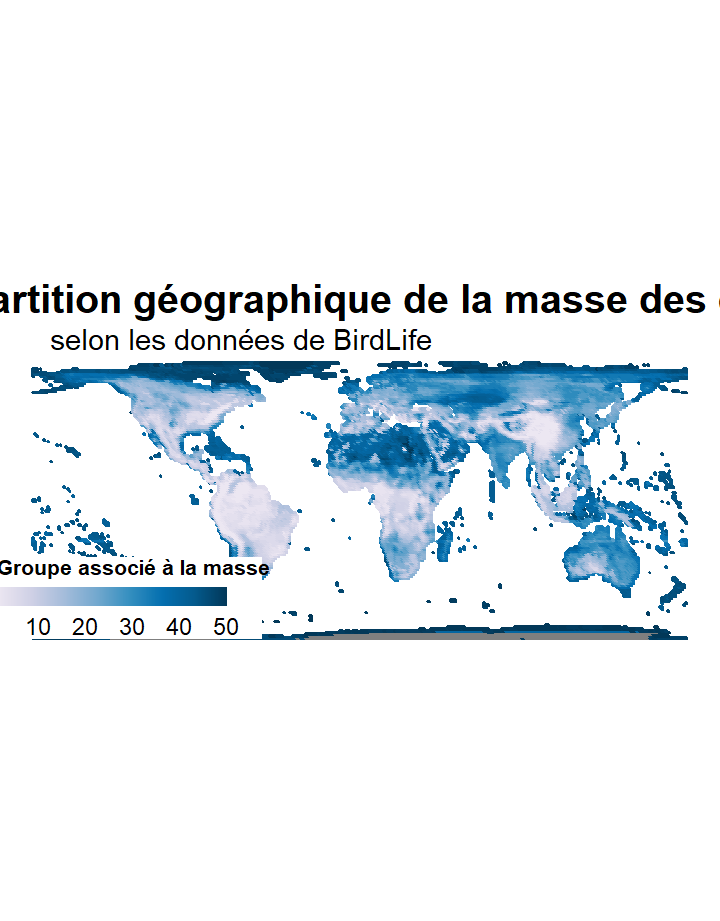 artition géographique de la masse des
selon les données de BirdLife
Groupe associé à la masse
10 20 30 40 50